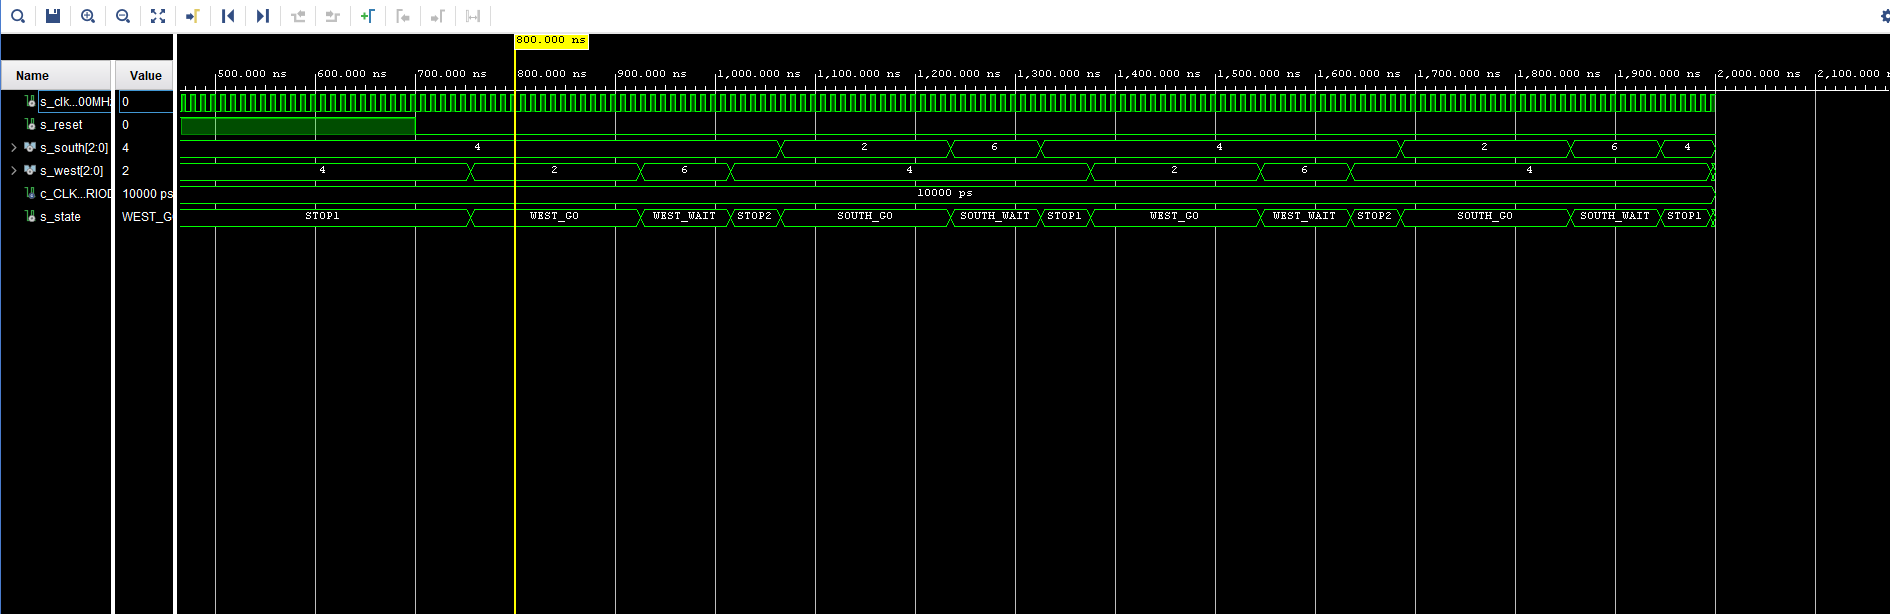 800.000 ns
500.000 ns 600.000 ns 700.000 ns 800.000 ns 900.000 ns 1,000.000 ns 1,100.000 ns 1,200.000 ns 1,300.000 ns 1,400.000 ns 1,500.000 ns 1,600.000 ns 1,700.000 ns 1,800.000 ns 1,900.000 ns 2,000.000 ns 2,100.000
Name Value
s_clk...00MH 0
s_reset 0
s_south[2:0] 4 4 2 6 4 2 6 4
s_west[2:0] 2 4 2 6 4 2 6 4
c_CLK...RIOD 10000 ps 10000 ps
s_state WEST_G STOP1 WEST_GO WEST_WAIT STOP2 SOUTH_GO SOUTH_WAIT STOP1 WEST_GO WEST_WAIT STOP2 SOUTH_GO SOUTH_WAIT STOP1